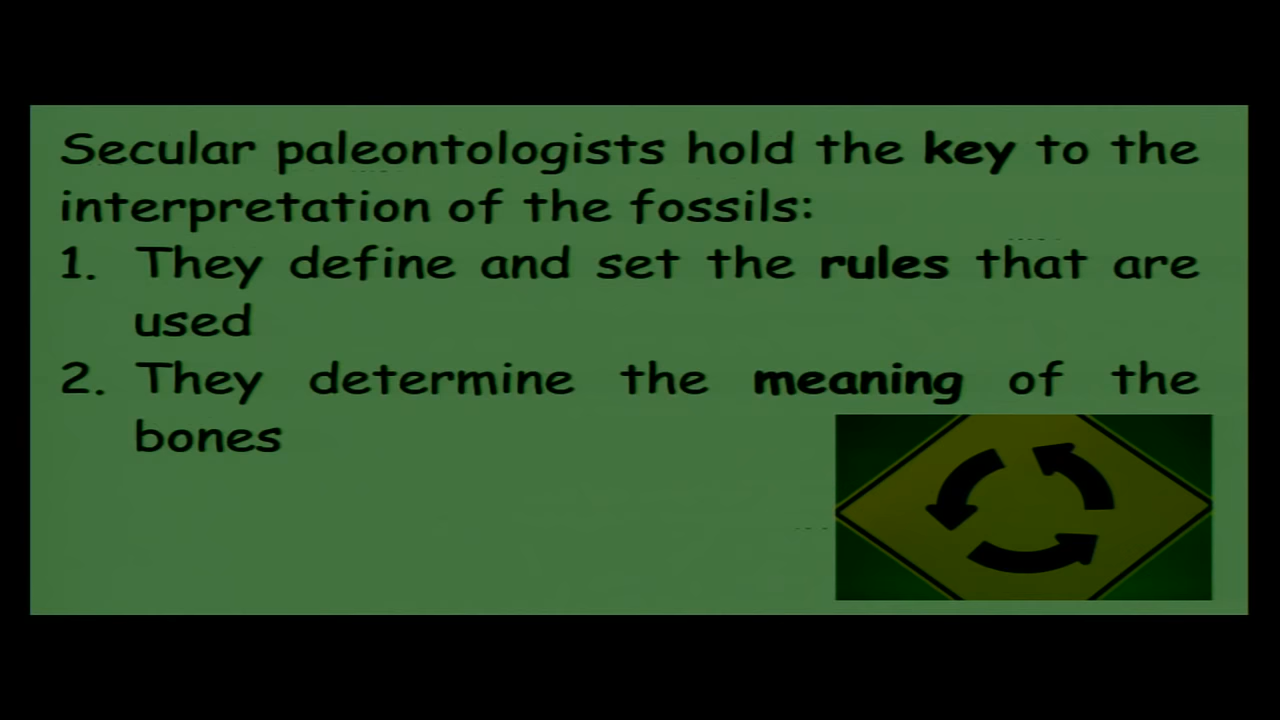 Secular paleontologists hold the key to the
interpretation of the fossils:
1. They define and set the rules that are
used
2. They determine the meaning of the
bones